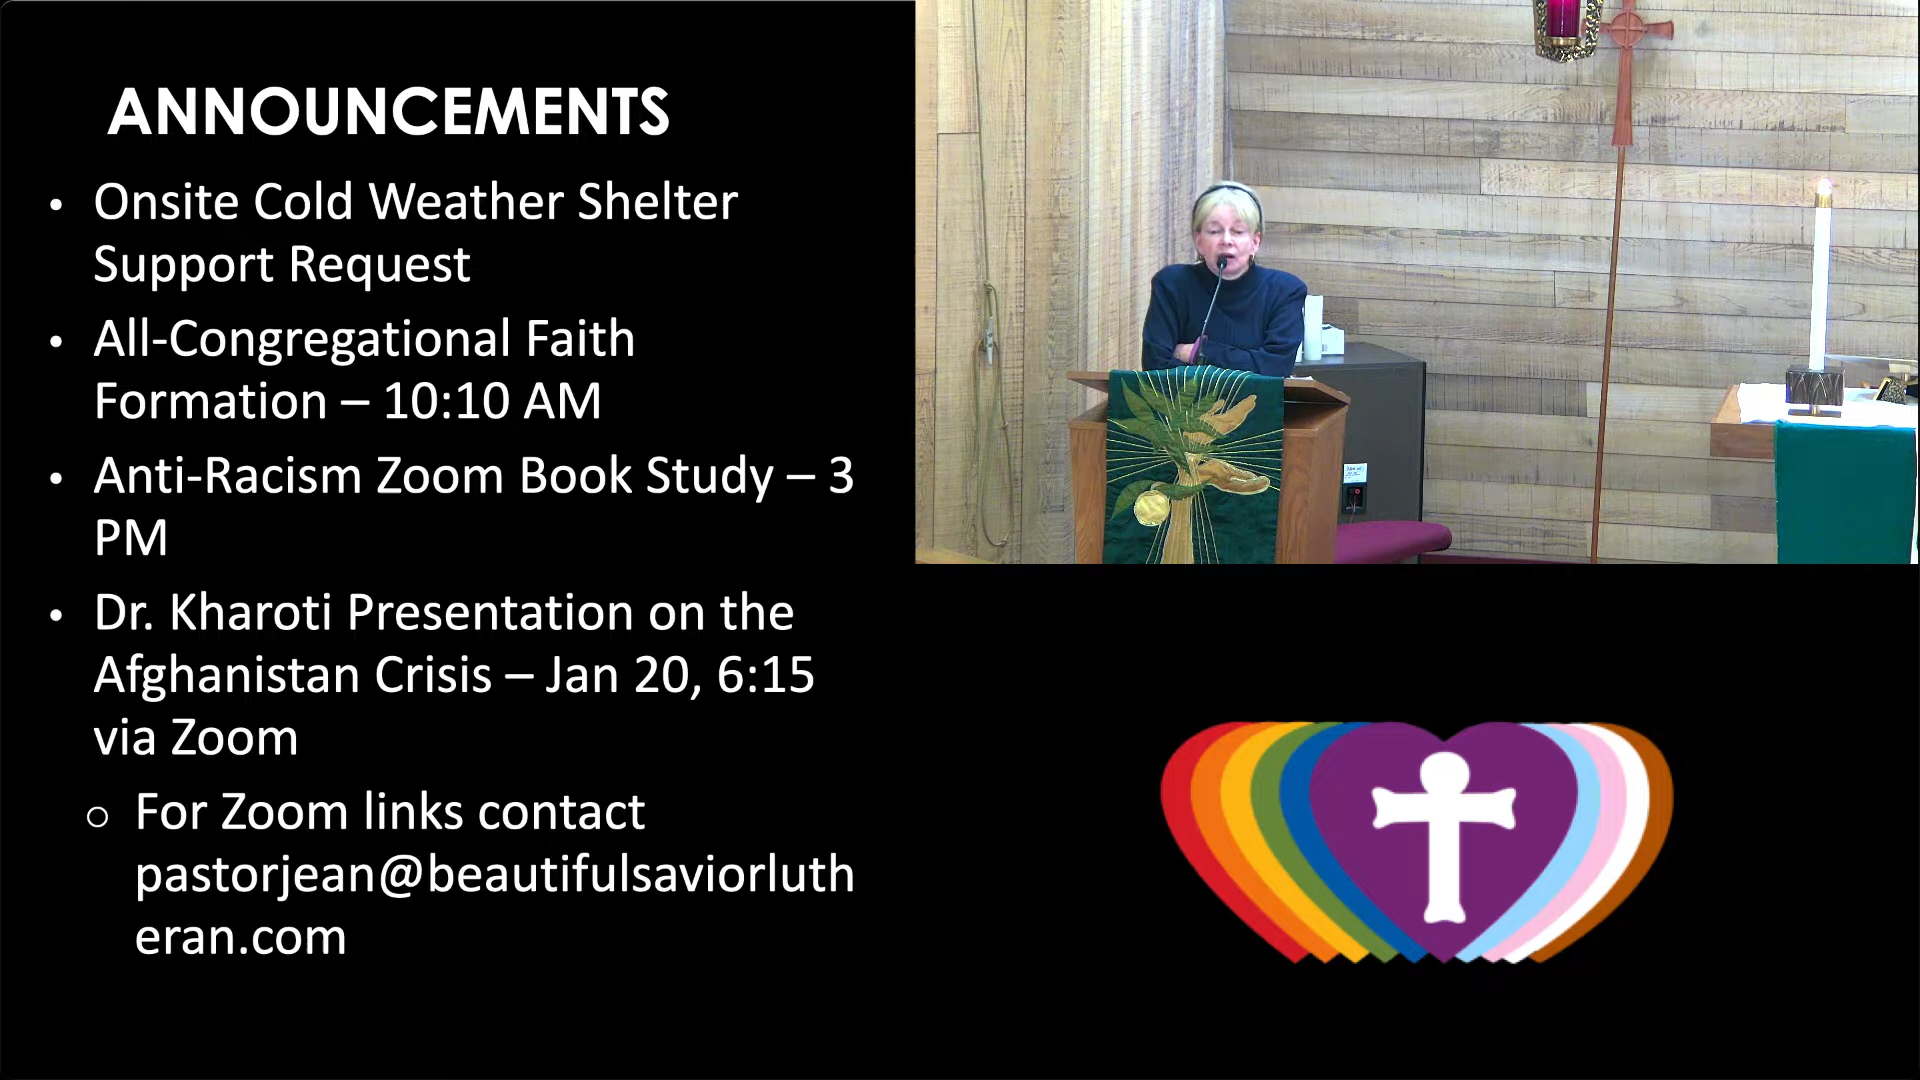 ANNOUNCEMENTS
• Onsite Cold Weather Shelter
Support Request
• All-Congregational Faith
Formation – 10:10 AM
• Anti-Racism Zoom Book Study – 3
PM
• Dr. Kharoti Presentation on the
Afghanistan Crisis – Jan 20, 6:15
via Zoom
○ For Zoom links contact
pastorjean@beautifulsaviorluth
eran.com